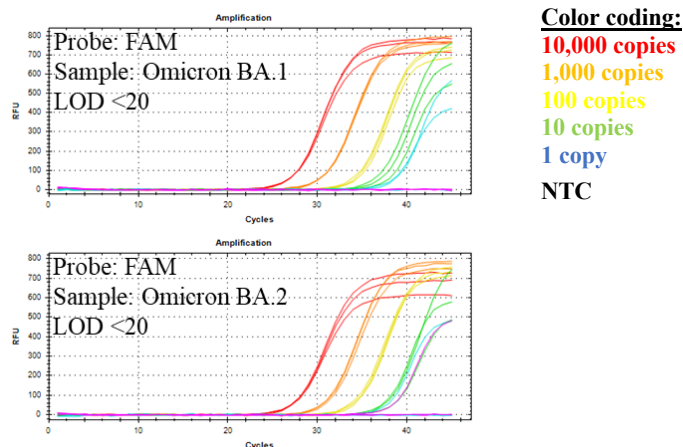 Amplification
Probe: FAM
Sample: Omicron BA.1
LOD <20
RFU
800
700
600
500
400
300
200
100
0
0 10 20 30 40
Cycles
Color coding:
10,000 copies
1,000 copies
100 copies
10 copies
1 copy
NTC
Amplification
Probe: FAM
Sample: Omicron BA.2
LOD <20
RFU
800
700
600
500
400
300
200
100
0
0 10 20 30 40
Cycles